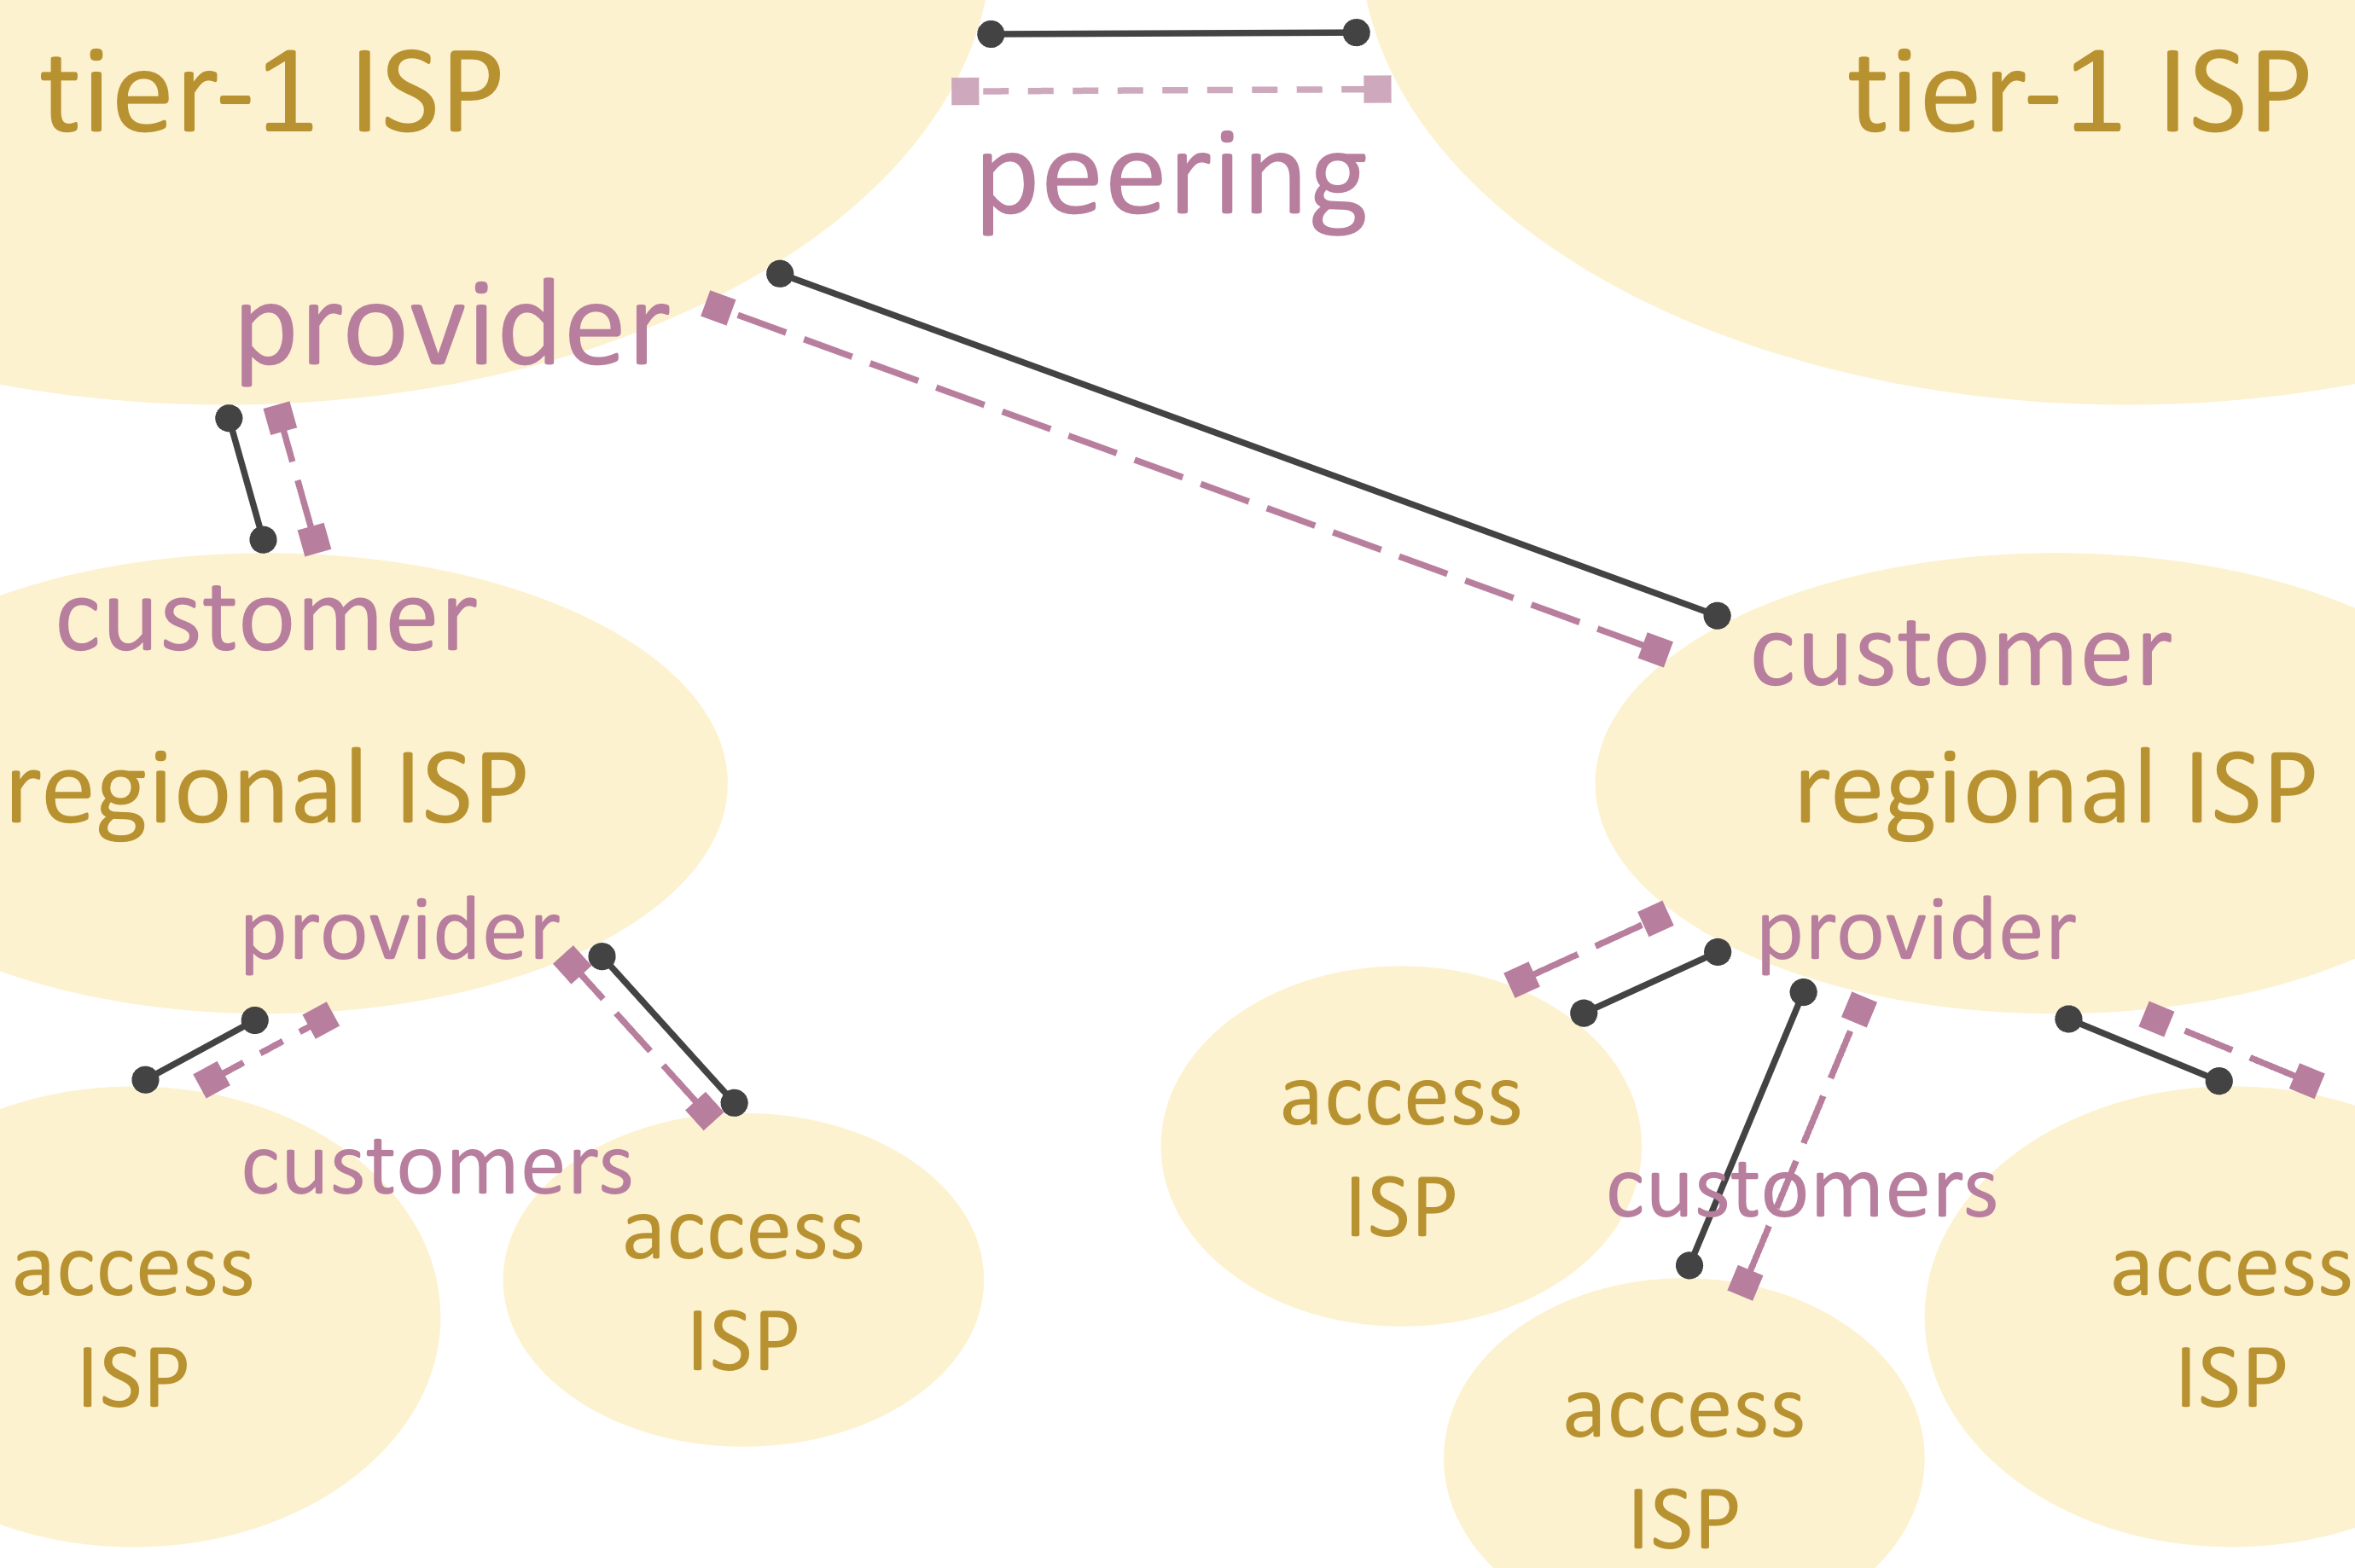 tier-1 ISP
tier-1 ISP
peering
provider
customer
customer
regional ISP
regional ISP
provider
provider
access
ISP
customers
customers
access
ISP
access
ISP
access
ISP
access
ISP